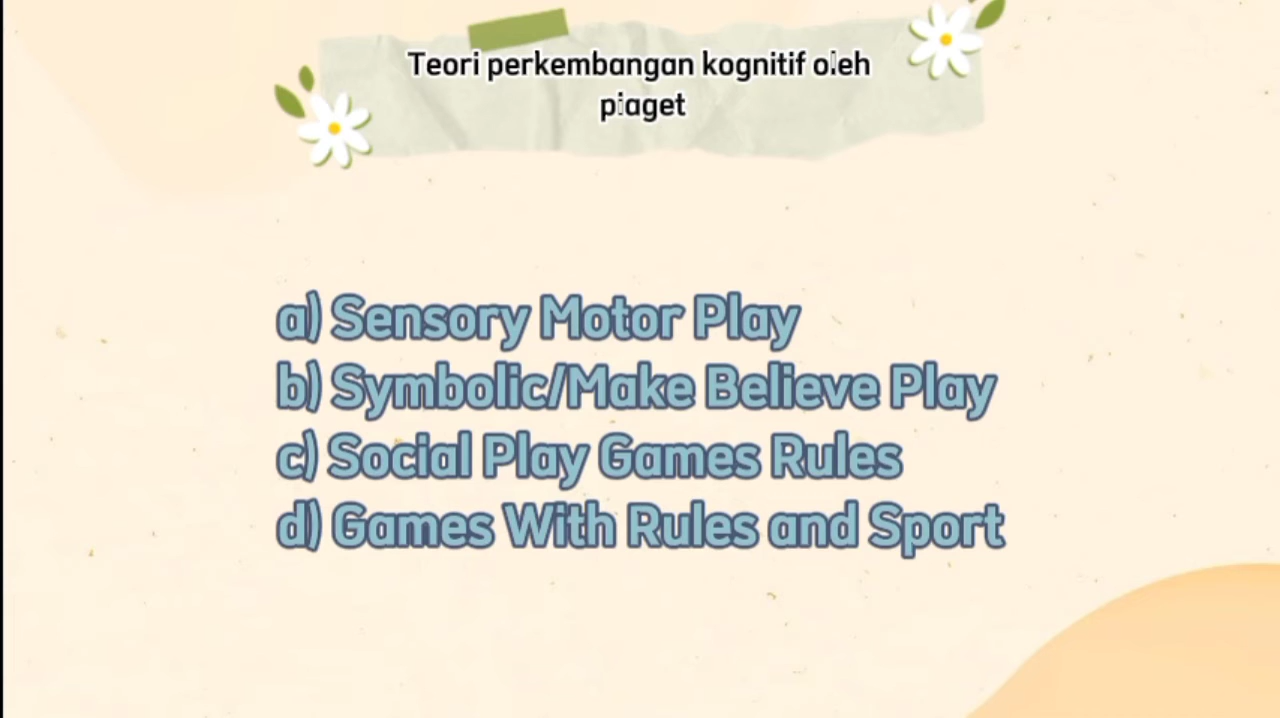 Teori perkembangan kognitif oleh
piaget
a) Sensory Motor Play
b) Symbolic/Make Believe Play
c) Social Play Games Rules
d) Games With Rules and Sport